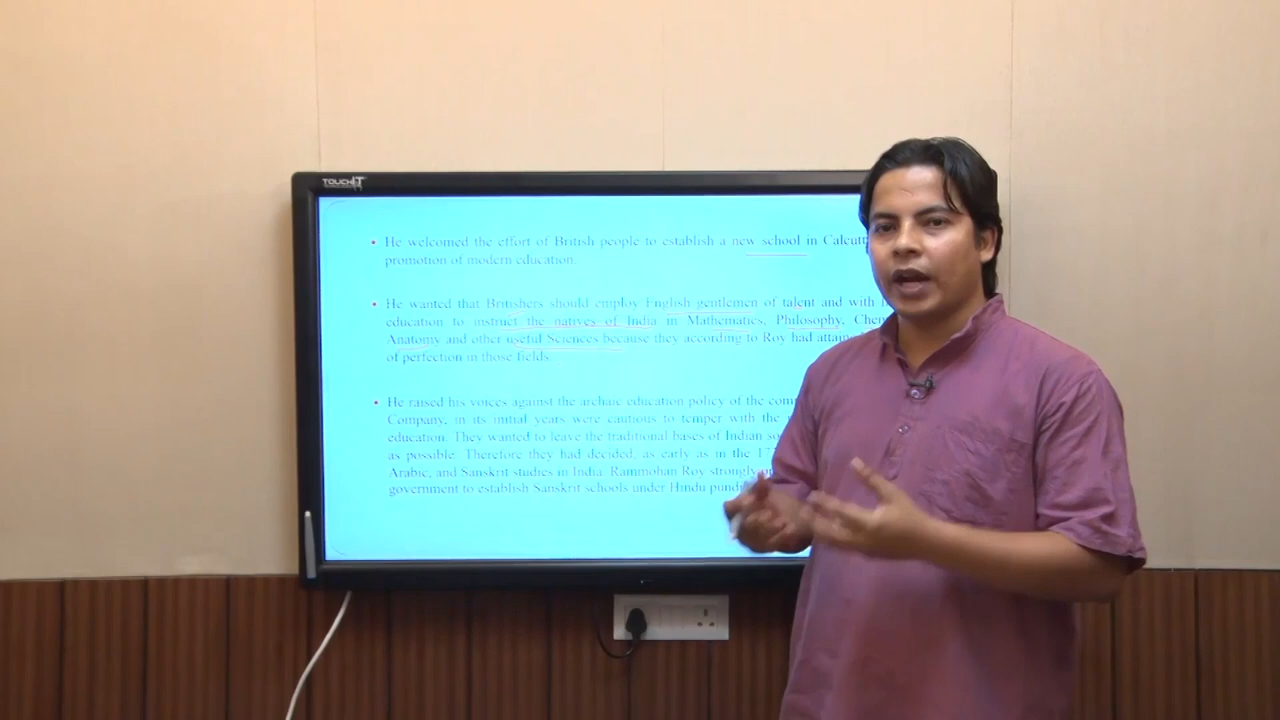 TOUCHIT
• He welcomed the effort of British people to establish a new school in Calcutt
promotion of modern education.
• He wanted that Britishers should employ English gentlemen of talent and with
education to instruct the natives of India in Mathematics, Philosophy, Chem
Anatomy and other useful Sciences because they according to Roy had attain
of perfection in those fields.
• He raised his voices against the archaic education policy of the com
Company, in its initial years were cautious to temper with the
education. They wanted to leave the traditional bases of Indian so
as possible. Therefore they had decided, as early as in the 17
Arabic, and Sanskrit studies in India. Rammohan Roy strongly
government to establish Sanskrit schools under Hindu pundi